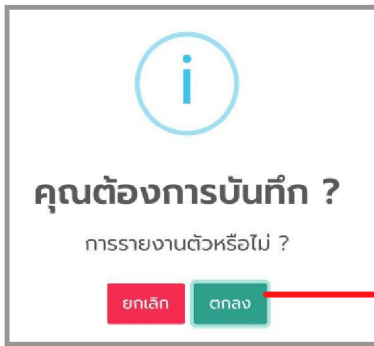 คุณต้องการบันทึก ?
การรายงานตัวหรือไม่ ?
ยกเลิก ตกลง